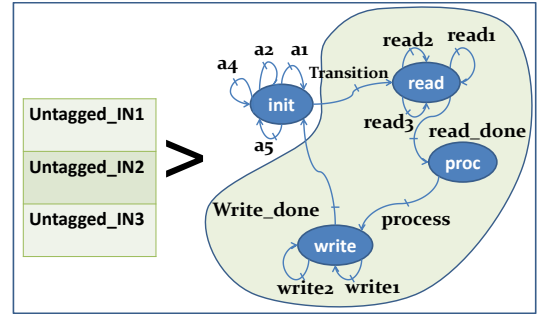 Untagged_IN1
Untagged_IN2
Untagged_IN3
>
a4
a2
a1
init
a5
Transition
read2
read1
read
read3
read_done
proc
process
Write_done
write
write2
write1